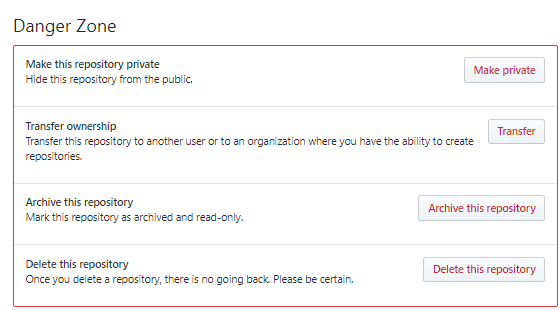 Danger Zone
Make this repository private
Hide this repository from the public.
Make private
Transfer ownership
Transfer this repository to another user or to an organization where you have the ability to create
repositories.
Transfer
Archive this repository
Mark this repository as archived and read-only.
Archive this repository
Delete this repository
Once you delete a repository, there is no going back. Please be certain.
Delete this repository